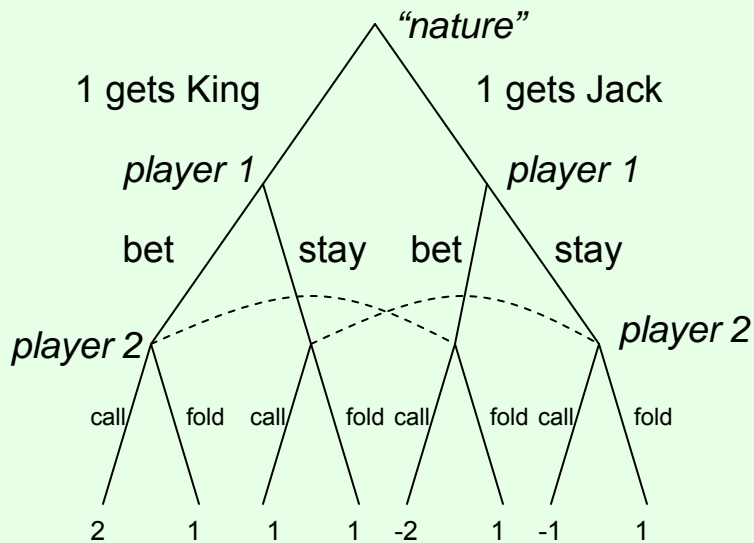 “nature”
1 gets King 1 gets Jack
player 1 player 1
bet stay bet stay
player 2 player 2
call fold call fold call fold call fold
2 1 1 1 -2 1 -1 1